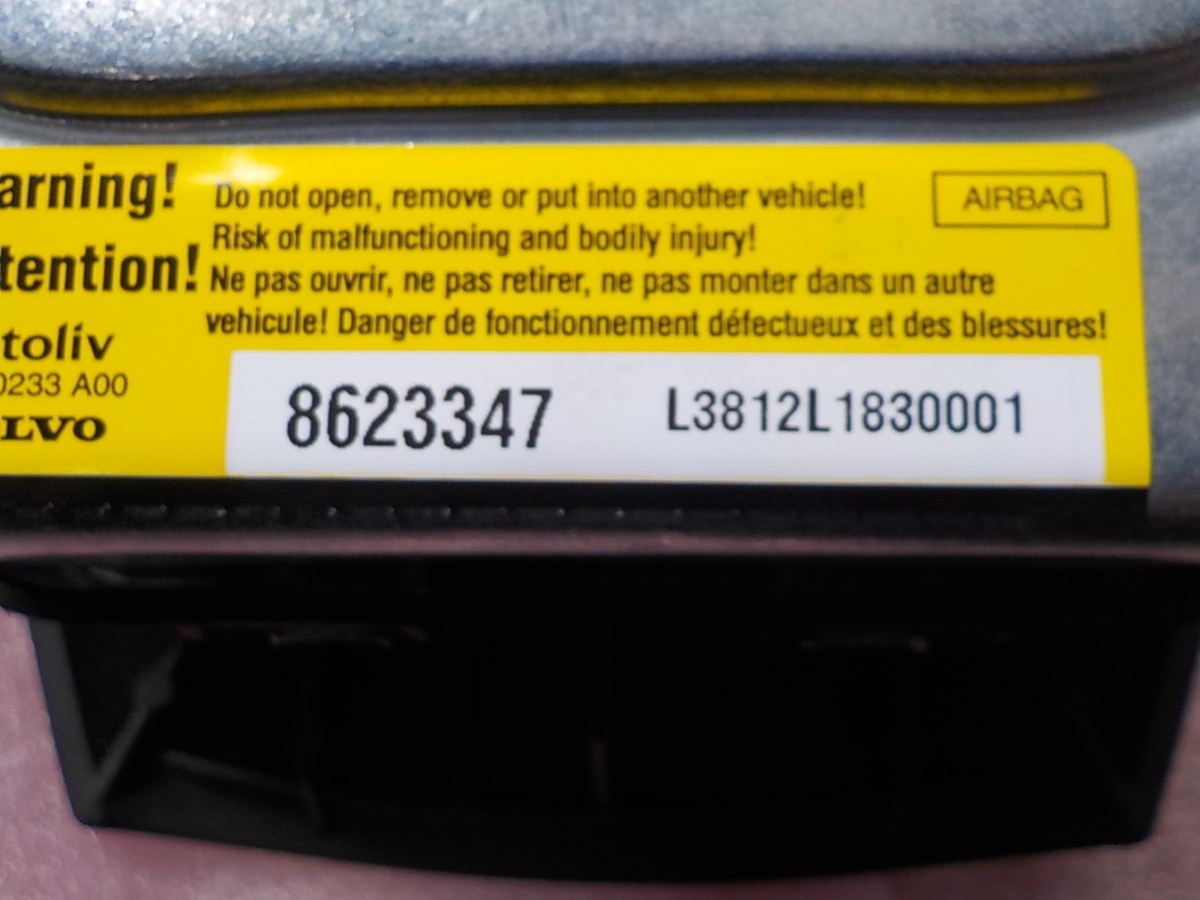 arning!
Do not open, remove or put into another vehicle!
AIRBAG
Risk of malfunctioning and bodily injury!
tention!
Ne pas ouvrir, ne pas retirer, ne pas monter dans un autre
vehicule! Danger de fonctionnement défectueux et des blessures!
toliv
0233 A00
LVO
8623347
L3812L1830001